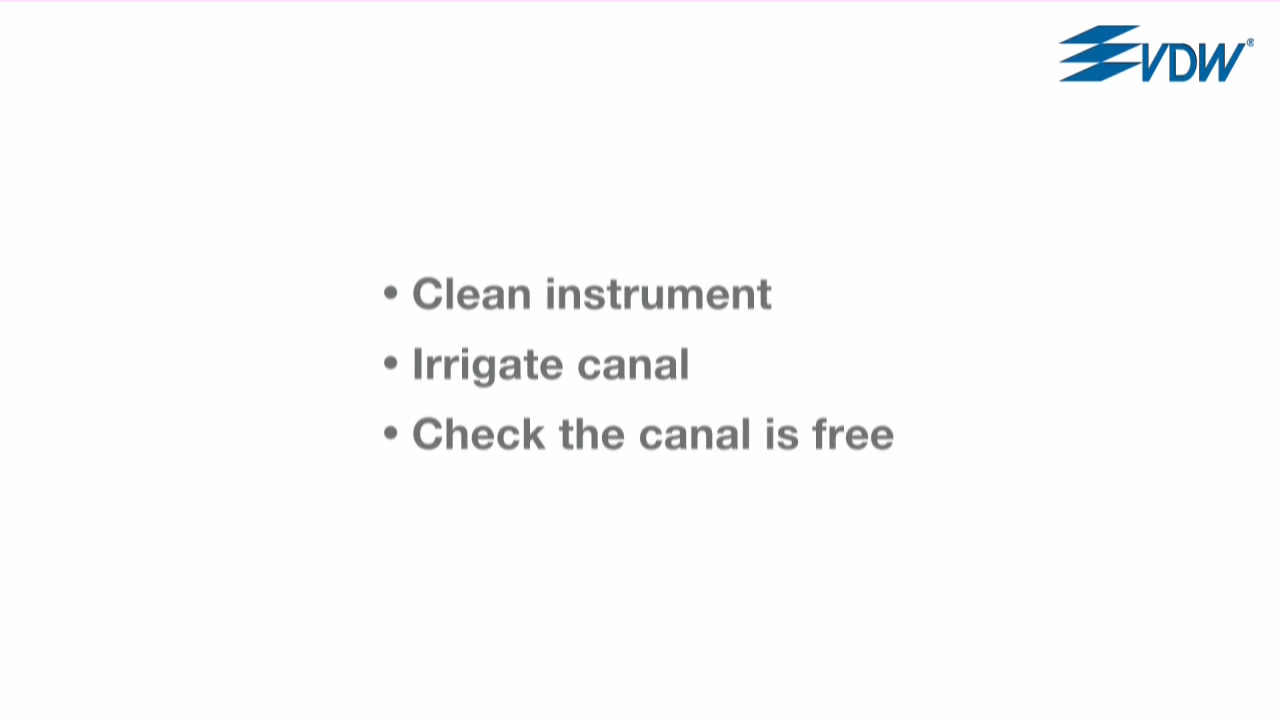 VDW®
• Clean instrument
• Irrigate canal
• Check the canal is free